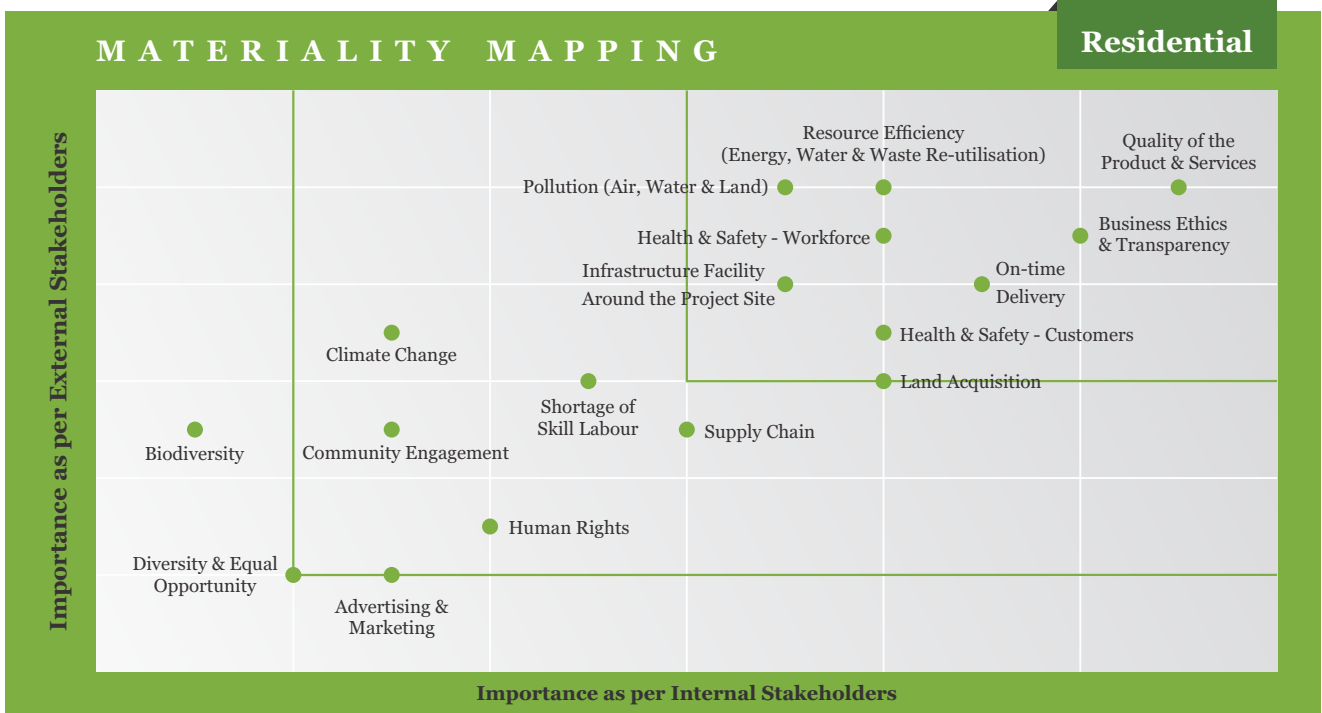 MATERIALITY MAPPING
Residential
Importance as per External Stakeholders
Resource Efficiency
(Energy, Water & Waste Re-utilisation)
Quality of the
Product & Services
Pollution (Air, Water & Land)
Health & Safety - Workforce
Business Ethics
& Transparency
Infrastructure Facility
Around the Project Site
On-time
Delivery
Climate Change
Health & Safety - Customers
Land Acquisition
Shortage of
Skill Labour
Supply Chain
Biodiversity
Community Engagement
Human Rights
Diversity & Equal
Opportunity
Advertising &
Marketing
Importance as per Internal Stakeholders